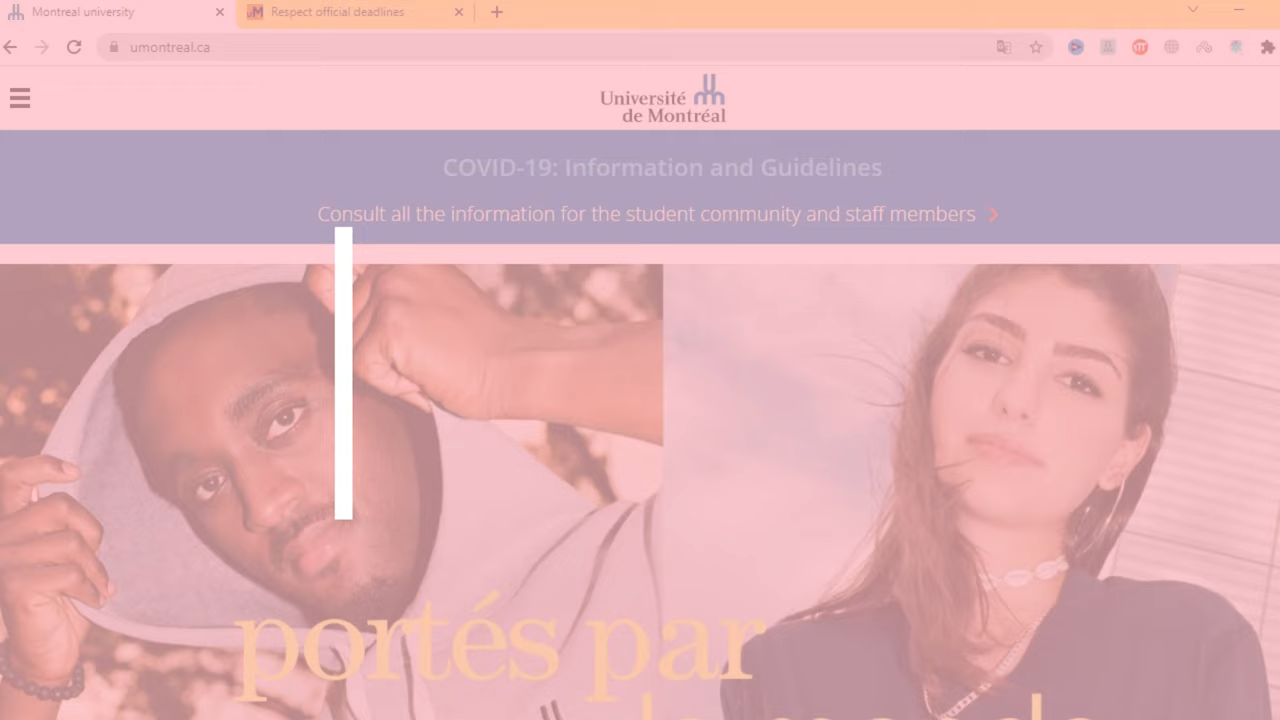 Montreal university
Respect official deadlines
umontreal.ca
Université
de Montréal
COVID-19: Information and Guidelines
Consult all the information for the student community and staff members
portés par